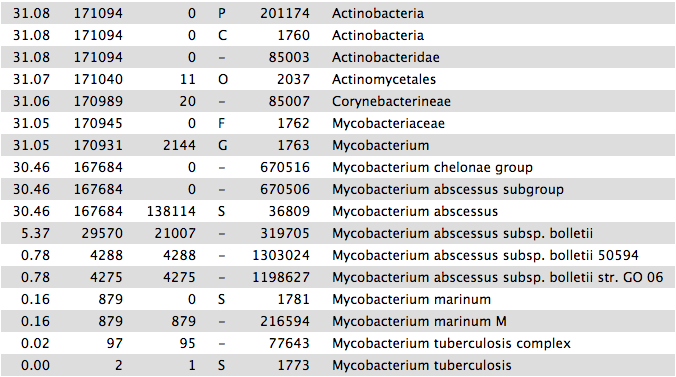 31.08 171094 0 P 201174 Actinobacteria
31.08 171094 0 C 1760 Actinobacteria
31.08 171094 0 – 85003 Actinobacteridae
31.07 171040 11 O 2037 Actinomycetales
31.06 170989 20 – 85007 Corynebacterineae
31.05 170945 0 F 1762 Mycobacteriaceae
31.05 170931 2144 G 1763 Mycobacterium
30.46 167684 0 – 670516 Mycobacterium chelonae group
30.46 167684 0 – 670506 Mycobacterium abscessus subgroup
30.46 167684 138114 S 36809 Mycobacterium abscessus
5.37 29570 21007 – 319705 Mycobacterium abscessus subsp. bolletii
0.78 4288 4288 – 1303024 Mycobacterium abscessus subsp. bolletii 50594
0.78 4275 4275 – 1198627 Mycobacterium abscessus subsp. bolletii str. GO 06
0.16 879 0 S 1781 Mycobacterium marinum
0.16 879 879 – 216594 Mycobacterium marinum M
0.02 97 95 – 77643 Mycobacterium tuberculosis complex
0.00 2 1 S 1773 Mycobacterium tuberculosis